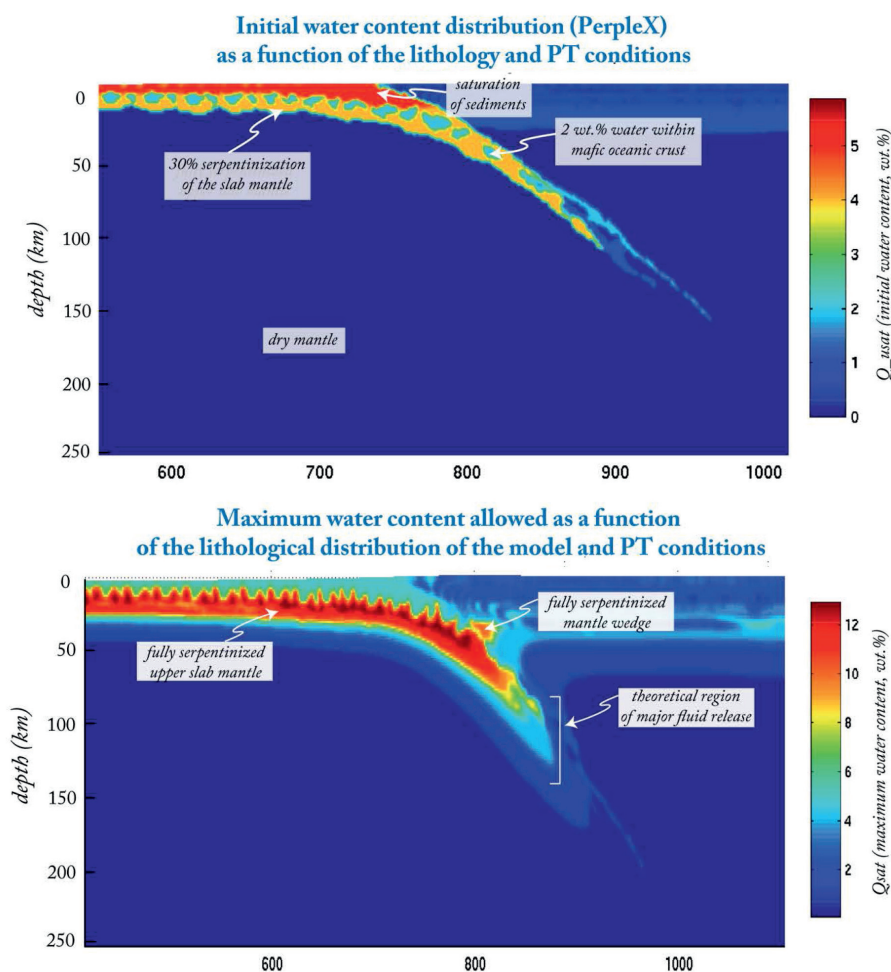 Initial water content distribution (PerpleX)
as a function of the lithology and PT conditions
saturation
of sediments
2 wt.% water within
mafic oceanic crust
30% serpentinization
of the slab mantle
dry mantle
depth (km)
0
50
100
150
200
250
600
700
800
900
1000
5
4
3
2
1
0
Q_usat (initial water content, wt.%)
Maximum water content allowed as a function
of the lithological distribution of the model and PT conditions
fully serpentinized
mantle wedge
fully serpentinized
upper slab mantle
theoretical region
of major fluid release
depth (km)
0
50
100
150
200
250
600
800
1000
12
10
8
6
4
2
Qsat (maximum water content, wt.%)